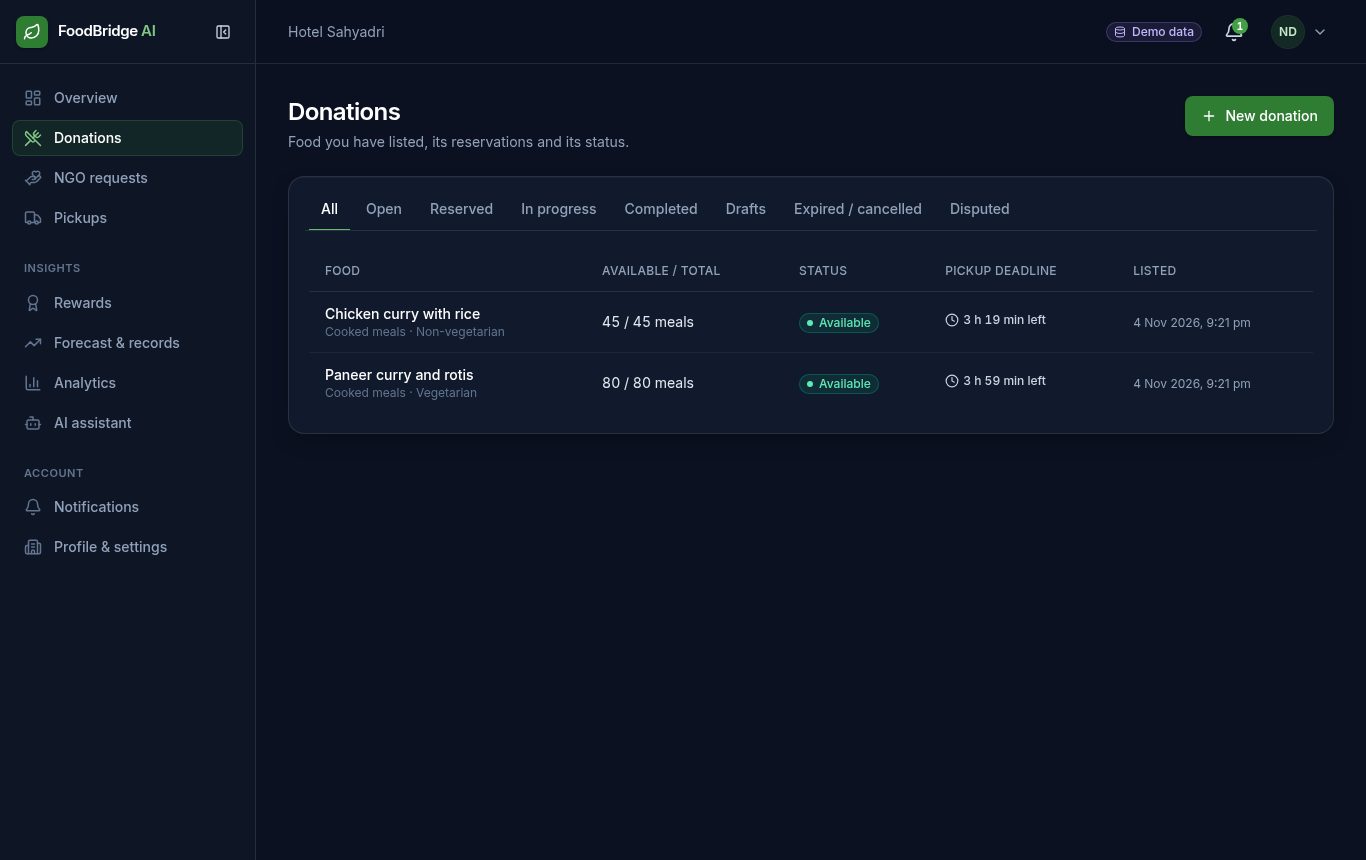 FoodBridge AI
Hotel Sahyadri
Demo data
1
ND
Overview
Donations
NGO requests
Pickups
INSIGHTS
Rewards
Forecast & records
Analytics
AI assistant
ACCOUNT
Notifications
Profile & settings
Donations
Food you have listed, its reservations and its status.
New donation
All Open Reserved In progress Completed Drafts Expired / cancelled Disputed
FOOD AVAILABLE / TOTAL STATUS PICKUP DEADLINE LISTED
Chicken curry with rice
Cooked meals · Non-vegetarian
45 / 45 meals Available 3 h 19 min left 4 Nov 2026, 9:21 pm
Paneer curry and rotis
Cooked meals · Vegetarian
80 / 80 meals Available 3 h 59 min left 4 Nov 2026, 9:21 pm